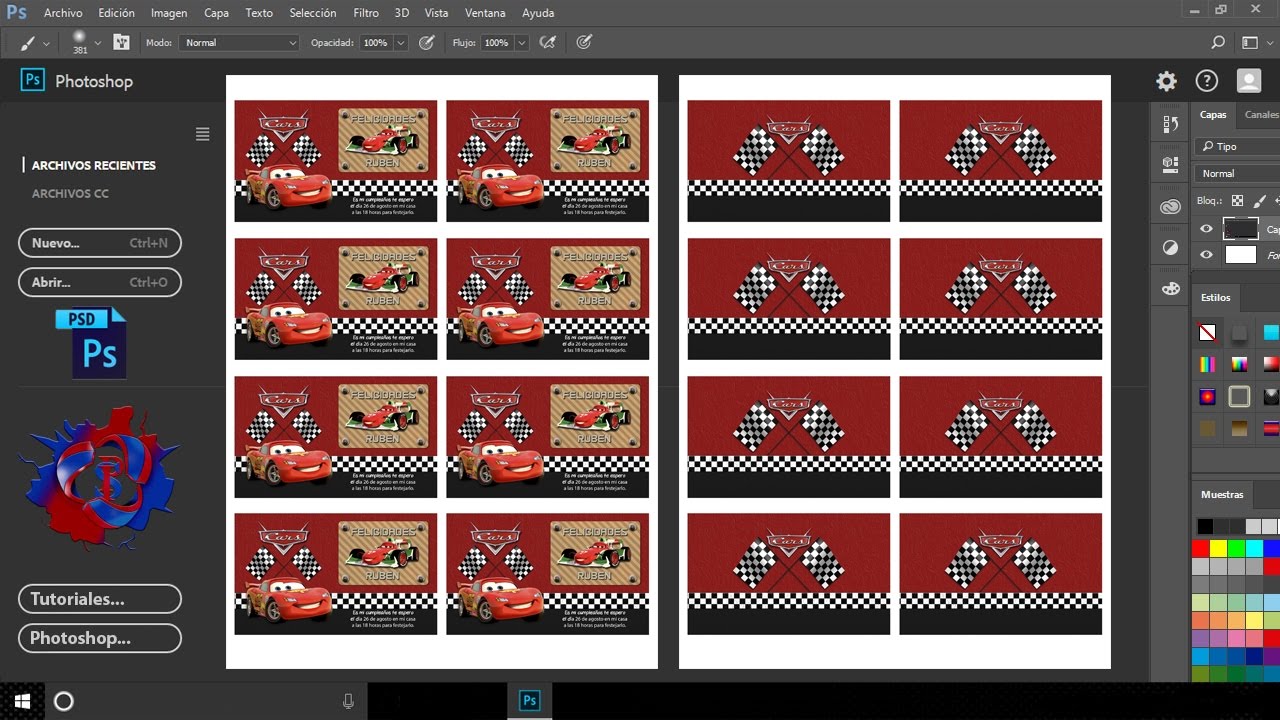 Ps Archivo Edición Imagen Capa Texto Selección Filtro 3D Vista Ventana Ayuda
381 Modo: Normal Opacidad: 100% Flujo: 100%
Ps Photoshop
ARCHIVOS RECIENTES
ARCHIVOS CC
Nuevo... Ctrl+N
Abrir... Ctrl+O
PSD
Ps
Tutoriales...
Photoshop...
Cars
FELICIDADES
RUBEN
Es mi cumpleaños te espero
el día 26 de agosto en mi casa
a las 18 horas para festejarlo.
Cars
FELICIDADES
RUBEN
Es mi cumpleaños te espero
el día 26 de agosto en mi casa
a las 18 horas para festejarlo.
Cars
Cars
Cars
FELICIDADES
RUBEN
Es mi cumpleaños te espero
el día 26 de agosto en mi casa
a las 18 horas para festejarlo.
Cars
FELICIDADES
RUBEN
Es mi cumpleaños te espero
el día 26 de agosto en mi casa
a las 18 horas para festejarlo.
Cars
Cars
Cars
FELICIDADES
RUBEN
Es mi cumpleaños te espero
el día 26 de agosto en mi casa
a las 18 horas para festejarlo.
Cars
FELICIDADES
RUBEN
Es mi cumpleaños te espero
el día 26 de agosto en mi casa
a las 18 horas para festejarlo.
Cars
Cars
Cars
FELICIDADES
RUBEN
Es mi cumpleaños te espero
el día 26 de agosto en mi casa
a las 18 horas para festejarlo.
Cars
FELICIDADES
RUBEN
Es mi cumpleaños te espero
el día 26 de agosto en mi casa
a las 18 horas para festejarlo.
Cars
Cars
Capas Canales
Tipo
Normal
Bloq.:
Estilos
Muestras
Ps